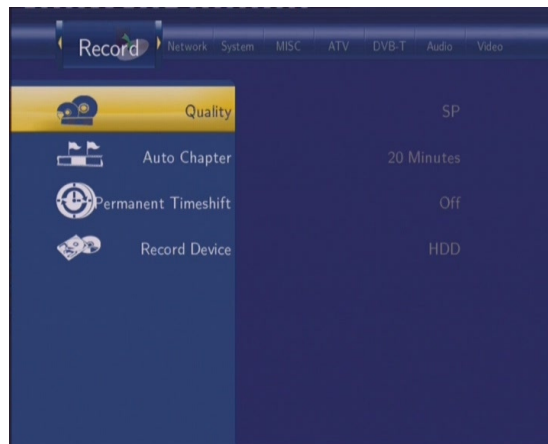 Record Network System MISC ATV DVB-T Audio Video
Quality SP
Auto Chapter 20 Minutes
Permanent Timeshift Off
Record Device HDD